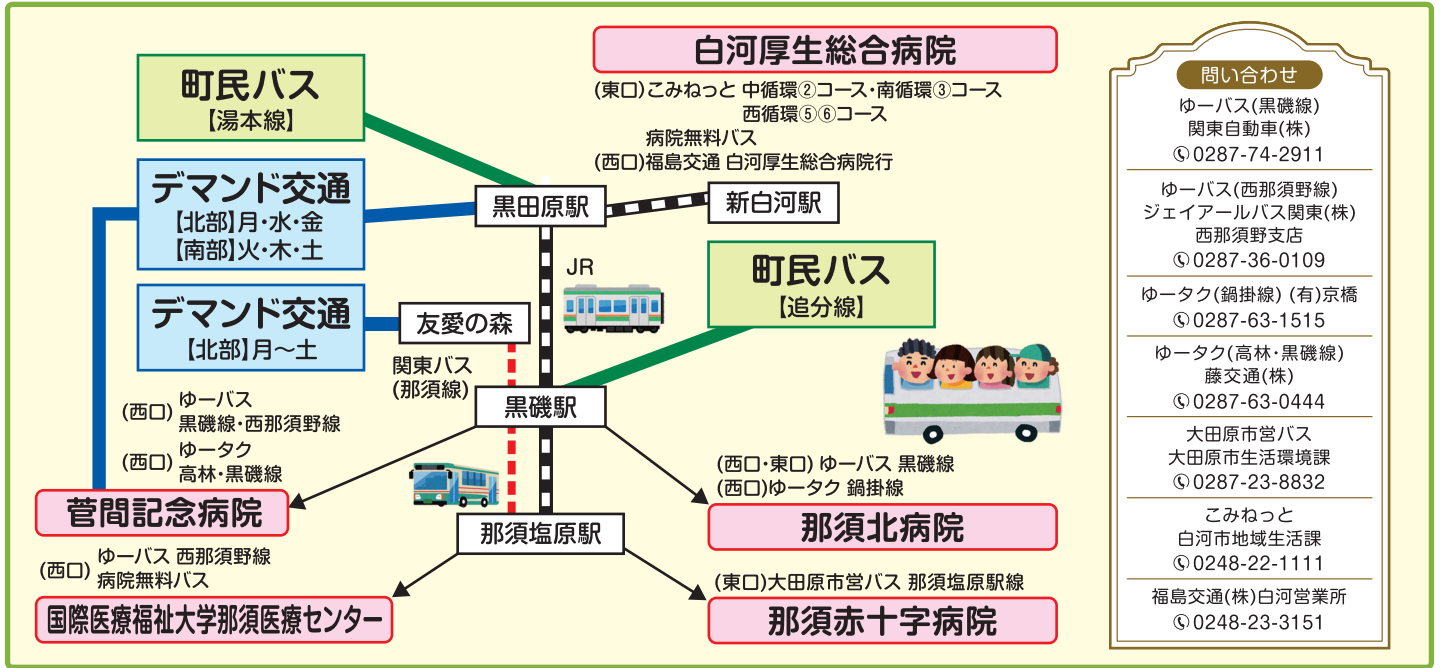 町民バス
【湯本線】
デマンド交通
【北部】月・水・金
【南部】火・木・土
デマンド交通
【北部】月〜土
白河厚生総合病院
(東口)こみねっと 中循環②コース・南循環③コース
西循環⑤⑥コース
病院無料バス
(西口)福島交通 白河厚生総合病院行
黒田原駅
新白河駅
JR
町民バス
【追分線】
友愛の森
関東バス
(那須線)
黒磯駅
(西口) ゆーバス
黒磯線・西那須野線
(西口) ゆータク
高林・黒磯線
菅間記念病院
(西口・東口) ゆーバス 黒磯線
(西口)ゆータク 鍋掛線
那須北病院
那須塩原駅
(西口) ゆーバス 西那須野線
病院無料バス
国際医療福祉大学那須医療センター
(東口)大田原市営バス 那須塩原駅線
那須赤十字病院
問い合わせ
ゆーバス(黒磯線)
関東自動車(株)
0287-74-2911
ゆーバス(西那須野線)
ジェイアールバス関東(株)
西那須野支店
0287-36-0109
ゆータク(鍋掛線) (有)京橋
0287-63-1515
ゆータク(高林・黒磯線)
藤交通(株)
0287-63-0444
大田原市営バス
大田原市生活環境課
0287-23-8832
こみねっと
白河市地域生活課
0248-22-1111
福島交通(株)白河営業所
0248-23-3151